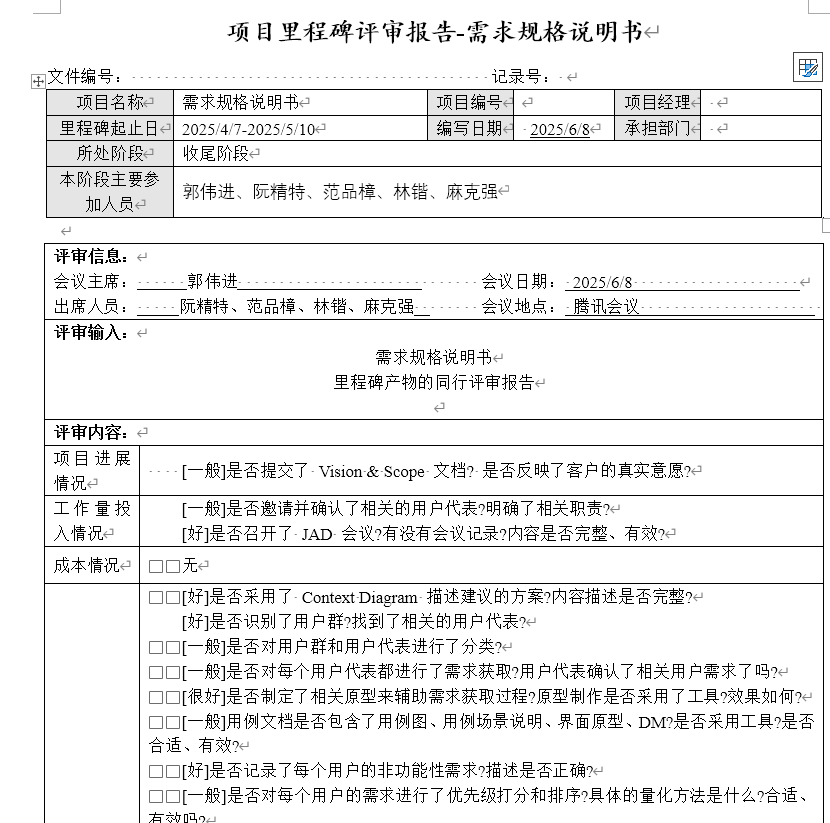 项目里程碑评审报告-需求规格说明书
文件编号： 记录号：
项目名称 需求规格说明书 项目编号 项目经理
里程碑起止日 2025/4/7-2025/5/10 编写日期 2025/6/8 承担部门
所处阶段 收尾阶段
本阶段主要参
加人员 郭伟进、阮精特、范品樟、林锴、麻克强
评审信息：
会议主席： 郭伟进 会议日期： 2025/6/8
出席人员： 阮精特、范品樟、林锴、麻克强 会议地点： 腾讯会议
评审输入：
需求规格说明书
里程碑产物的同行评审报告
评审内容：
项目进展
情况 [一般]是否提交了 Vision & Scope 文档? 是否反映了客户的真实意愿?
工作量投
入情况 [一般]是否邀请并确认了相关的用户代表?明确了相关职责?
[好]是否召开了 JAD 会议?有没有会议记录?内容是否完整、有效?
成本情况 □□无
□□[好]是否采用了 Context Diagram 描述建议的方案?内容描述是否完整?
[好]是否识别了用户群?找到了相关的用户代表?
□□[一般]是否对用户群和用户代表进行了分类?
□□[一般]是否对每个用户代表都进行了需求获取?用户代表确认了相关用户需求了吗?
□□[很好]是否制定了相关原型来辅助需求获取过程?原型制作是否采用了工具?效果如何?
□□[一般]用例文档是否包含了用例图、用例场景说明、界面原型、DM?是否采用工具?是否
合适、有效?
□□[好]是否记录了每个用户的非功能性需求?描述是否正确?
□□[一般]是否对每个用户的需求进行了优先级打分和排序?具体的量化方法是什么?合适、
有效吗?